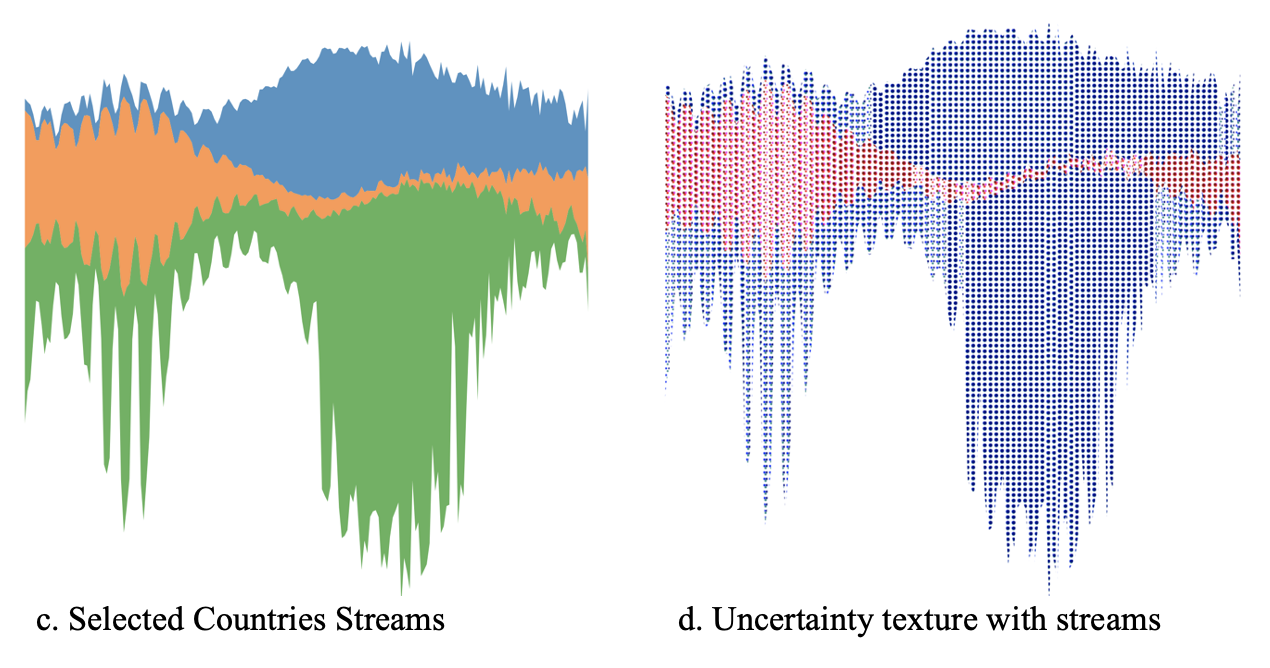 c. Selected Countries Streams
d. Uncertainty texture with streams